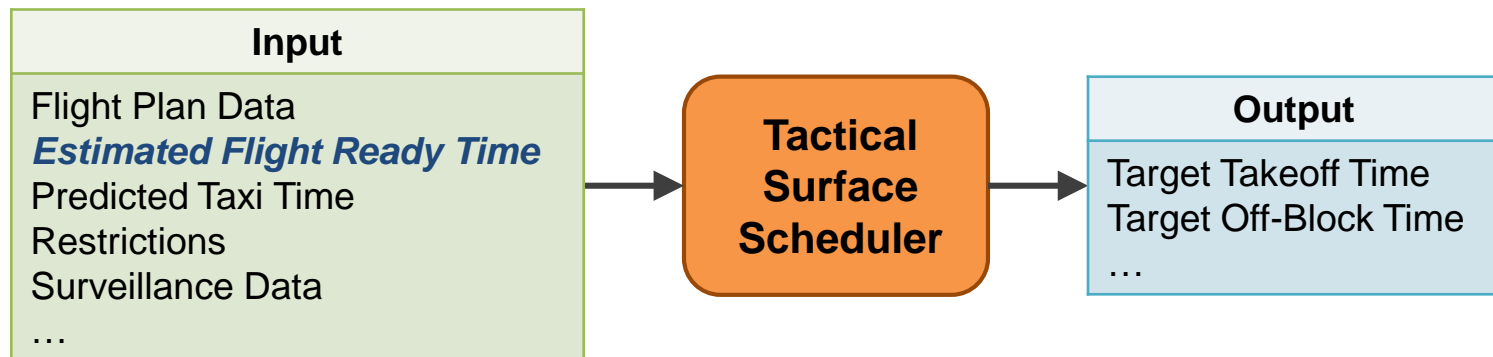 Input
Flight Plan Data
Estimated Flight Ready Time
Predicted Taxi Time
Restrictions
Surveillance Data
…
Tactical
Surface
Scheduler
Output
Target Takeoff Time
Target Off-Block Time
…